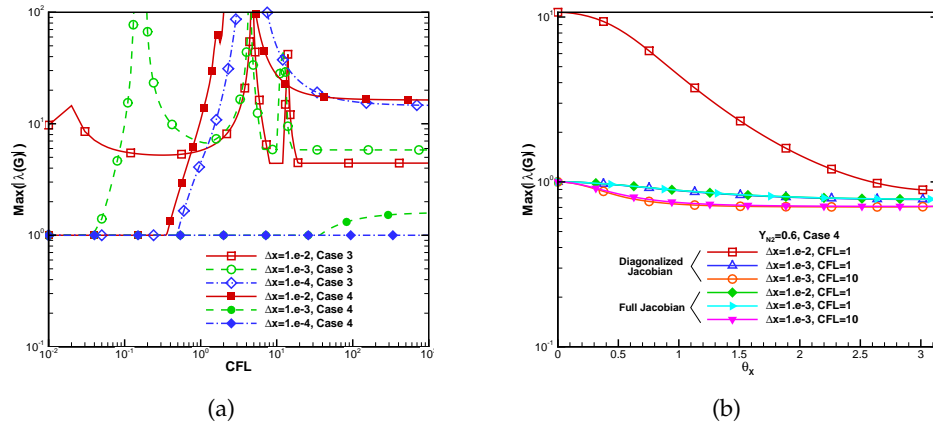 Max(|λ(G)|)
10²
10¹
10⁰
10⁻¹
10⁻²
10⁻¹
10⁰
10¹
10²
10³
CFL
Δx=1.e-2, Case 3
Δx=1.e-3, Case 3
Δx=1.e-4, Case 3
Δx=1.e-2, Case 4
Δx=1.e-3, Case 4
Δx=1.e-4, Case 4
(a)
Max(|λ(G)|)
10¹
10⁰
10⁻¹
0
0.5
1
1.5
2
2.5
3
θx
Y_N2=0.6, Case 4
Diagonalized
Jacobian
Δx=1.e-2, CFL=1
Δx=1.e-3, CFL=1
Δx=1.e-3, CFL=10
Full Jacobian
Δx=1.e-2, CFL=1
Δx=1.e-3, CFL=1
Δx=1.e-3, CFL=10
(b)